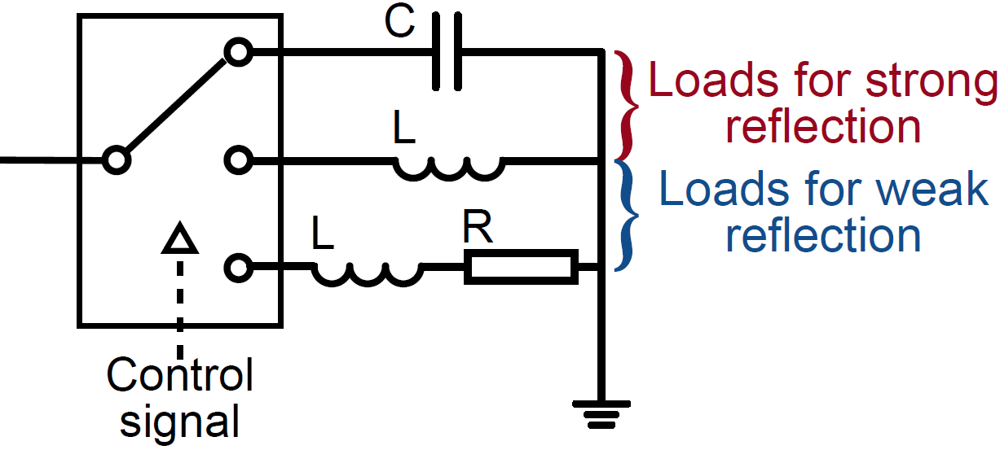 C
Loads for strong
reflection
L
Loads for weak
reflection
L
R
Control
signal